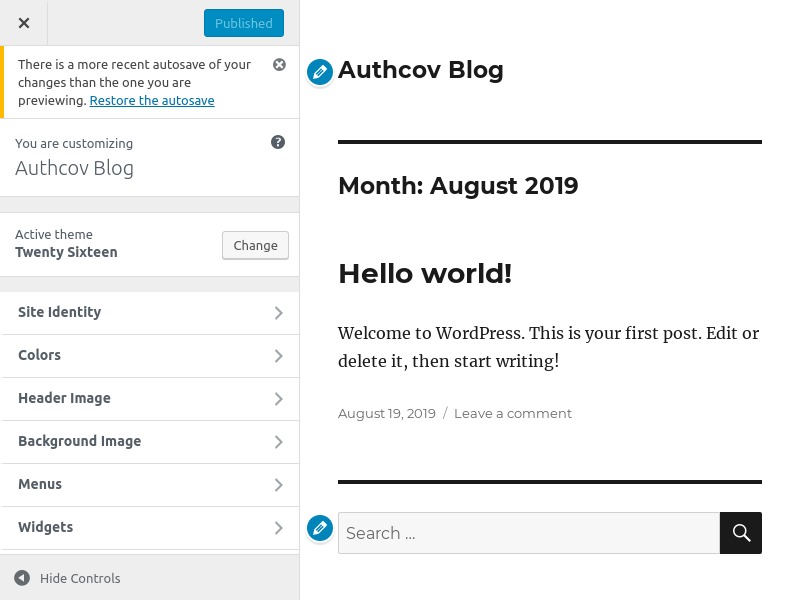 Published
There is a more recent autosave of your
changes than the one you are
previewing. Restore the autosave
You are customizing
Authcov Blog
Active theme
Twenty Sixteen
Change
Site Identity
Colors
Header Image
Background Image
Menus
Widgets
Hide Controls
Authcov Blog
Month: August 2019
Hello world!
Welcome to WordPress. This is your first post. Edit or
delete it, then start writing!
August 19, 2019 / Leave a comment
Search …